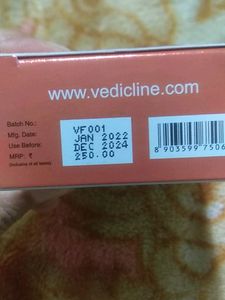 www.vedicline.com
Batch No.: VF001
Mfg. Date: JAN 2022
Use Before: DEC 2024
MRP: ₹ 250.00
(Inclusive of all taxes)
8 903599 7506